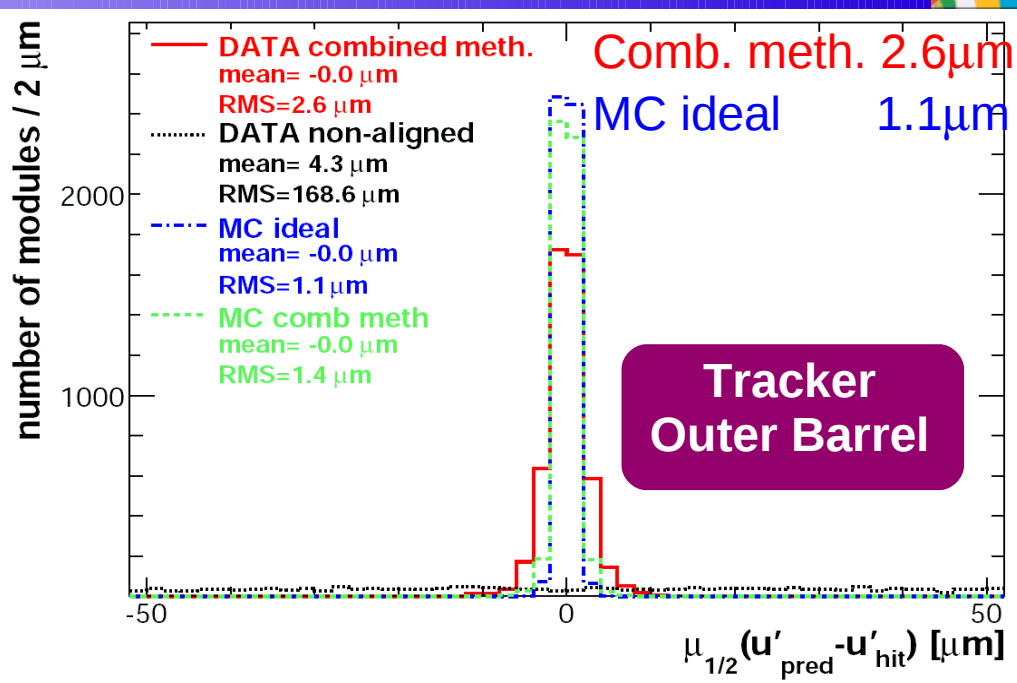 number of modules / 2 μm
DATA combined meth.
mean= -0.0 μm
RMS=2.6 μm
DATA non-aligned
mean= 4.3 μm
RMS=168.6 μm
MC ideal
mean= -0.0 μm
RMS=1.1 μm
MC comb meth
mean= -0.0 μm
RMS=1.4 μm
Comb. meth. 2.6μm
MC ideal 1.1μm
Tracker
Outer Barrel
2000
1000
-50 0 50
μ1/2(u′pred-u′hit) [μm]